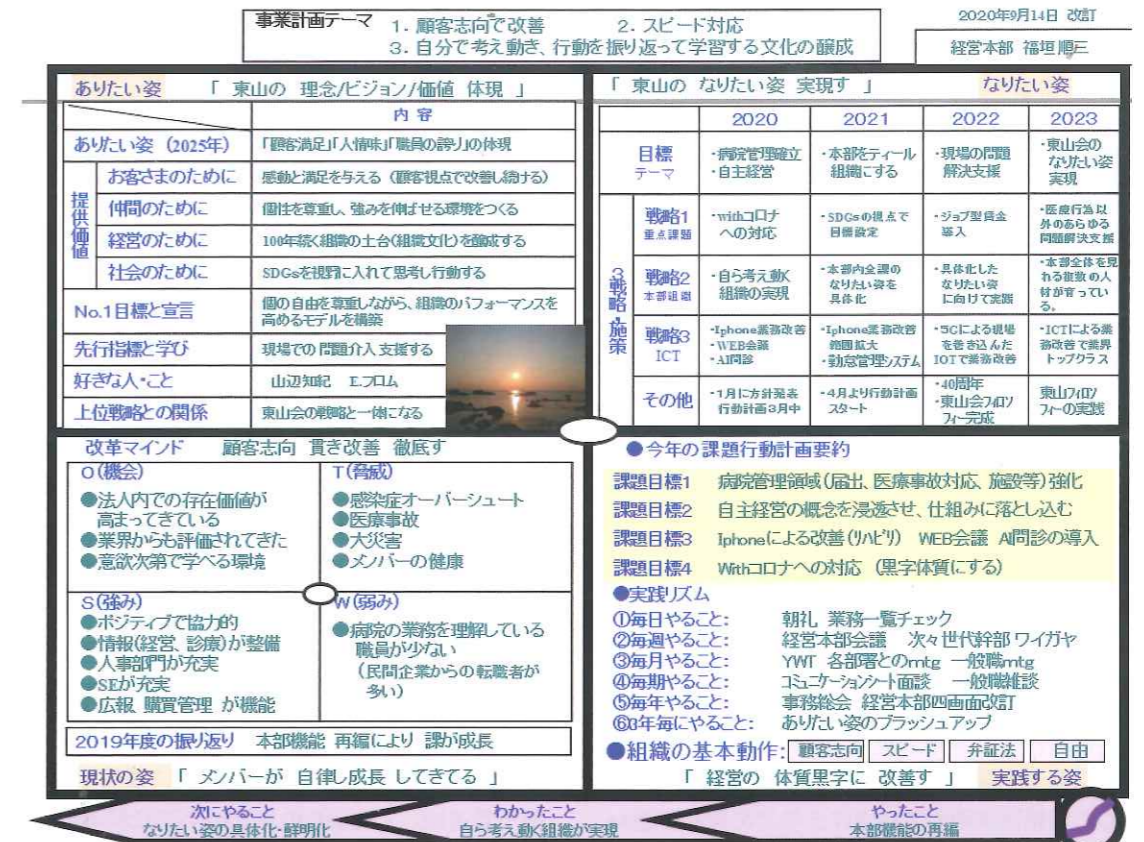 事業計画テーマ 1. 顧客志向で改善 2. スピード対応
3. 自分で考え動き、行動を振り返って学習する文化の醸成
2020年9月14日 改訂
経営本部 福垣順三
ありたい姿 「 東山の 理念/ビジョン/価値 体現 」
内 容
ありたい姿 (2025年) 「顧客満足」「人情味」「職員の誇り」の体現
提供価値
お客さまのために 感動と満足を与える (顧客視点で改善し続ける)
仲間のために 個性を尊重し、強みを伸ばせる環境をつくる
経営のために 100年続く組織の土台(組織文化)を醸成する
社会のために SDGsを視野に入れて思考し行動する
No.1目標と宣言 個の自由を尊重しながら、組織のパフォーマンスを
高めるモデルを構築
先行指標と学び 現場での問題介入支援する
好きな人・こと 山辺知紀 E.フロム
上位戦略との関係 東山会の戦略と一体になる
「 東山の なりたい姿 実現す 」 なりたい姿
2020 2021 2022 2023
目標 ・病院管理確立 ・本部をティール ・現場の問題 ・東山会の
テーマ ・自主経営 組織にする 解決支援 なりたい姿
実現
3戦略・施策
戦略1 ・withコロナ ・SDGsの視点で ・ジョブ型賃金 ・医療行為以
重点課題 への対応 目標設定 導入 外のあらゆる
問題解決支援
戦略2 ・自ら考え動く ・本部内全課の ・具体化した ・本部全体を見
本部組織 組織の実現 なりたい姿を なりたい姿 れる複数の人
具体化 に向けて実践 材が育ってい
る。
戦略3 ・Iphone業務改善 ・Iphone業務改善 ・5Gによる現場 ・ICTによる業
ICT ・WEB会議 範囲拡大 を巻き込んだ 務改善で業界
・AI問診 ・勤怠管理システム IOTで業務改善 トップクラス
その他 ・1月に方針発表 ・4月より行動計画 ・40周年 東山フィロソ
行動計画3月中 スタート ・東山会フィロソ フィーの実践
フィー完成
改革マインド 顧客志向 貫き改善 徹底す
O(機会)
●法人内での存在価値が
高まってきている
●業界からも評価されてきた
●意欲次第で学べる環境
T(脅威)
●感染症オーバーシュート
●医療事故
●大災害
●メンバーの健康
S(強み)
●ポジティブで協力的
●情報(経営、診療)が整備
●人事部門が充実
●SEが充実
●広報 購買管理 が機能
W(弱み)
●病院の業務を理解している
職員が少ない
(民間企業からの転職者が
多い)
2019年度の振り返り 本部機能 再編により 課が成長
現状の姿 「 メンバーが 自律し成長 してきてる 」
●今年の課題行動計画要約
課題目標1 病院管理領域(届出、医療事故対応、施設等)強化
課題目標2 自主経営の概念を浸透させ、仕組みに落とし込む
課題目標3 Iphoneによる改善(リハビリ) WEB会議 AI問診の導入
課題目標4 Withコロナへの対応 (黒字体質にする)
●実践リズム
①毎日やること: 朝礼 業務一覧チェック
②毎週やること: 経営本部会議 次々世代幹部ワイガヤ
③毎月やること: YWT 各部署とのmtg 一般職mtg
④毎期やること: コミュニケーションシート面談 一般職雑談
⑤毎年やること: 事務総会 経営本部四画面改訂
⑥3年毎にやること: ありたい姿のブラッシュアップ
●組織の基本動作: 顧客志向 スピード 弁証法 自由
「 経営の 体質黒字に 改善す 」 実践する姿
次にやること わかったこと やったこと
なりたい姿の具体化・鮮明化 自ら考え動く組織が実現 本部機能の再編